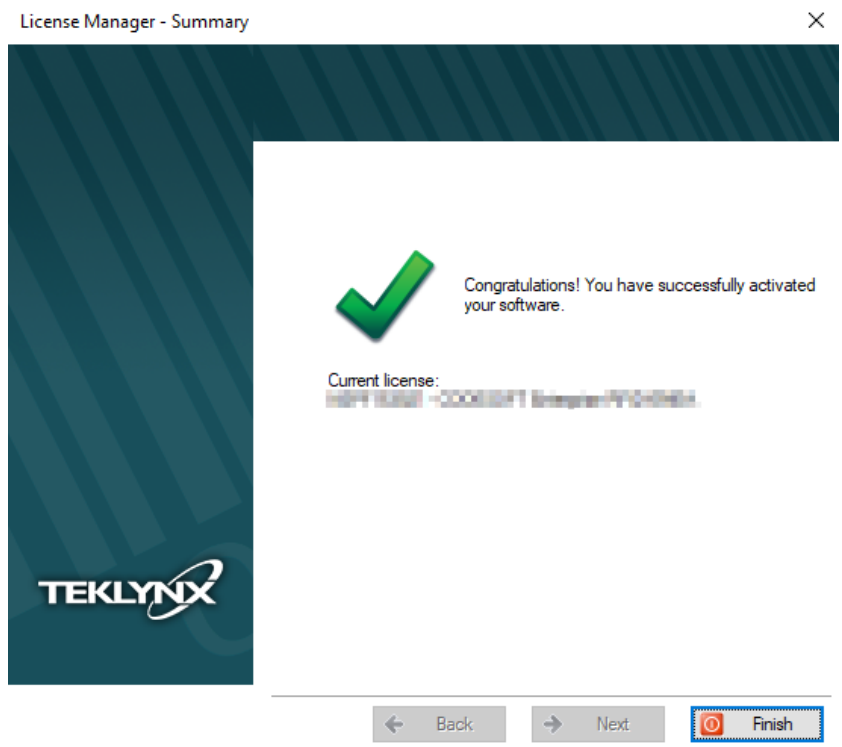 License Manager - Summary
Congratulations! You have successfully activated
your software.
Current license:
TEKLYNX
Back
Next
Finish